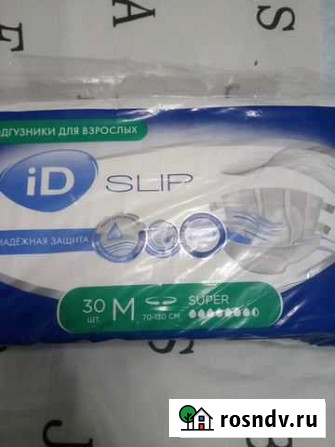 ПОДГУЗНИКИ ДЛЯ ВЗРОСЛЫХ
iD SLIP
НАДЁЖНАЯ ЗАЩИТА
30 ШТ. M 70-130 СМ SUPER
rosndv.ru